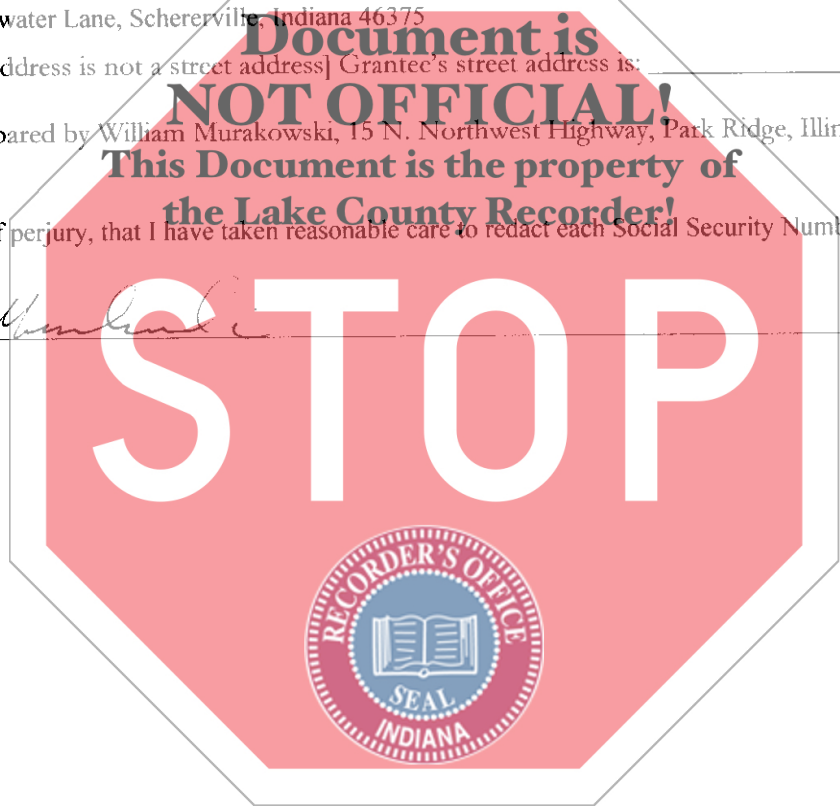 water Lane, Schererville, Indiana 46375
Document is
ddress is not a street address] Grantee's street address is:
NOT OFFICIAL!
pared by William Murakowski, 15 N. Northwest Highway, Park Ridge, Illin
This Document is the property of
the Lake County Recorder!
f perjury, that I have taken reasonable care to redact each Social Security Numb
STOP
RECORDER'S OFFICE
SEAL
INDIANA